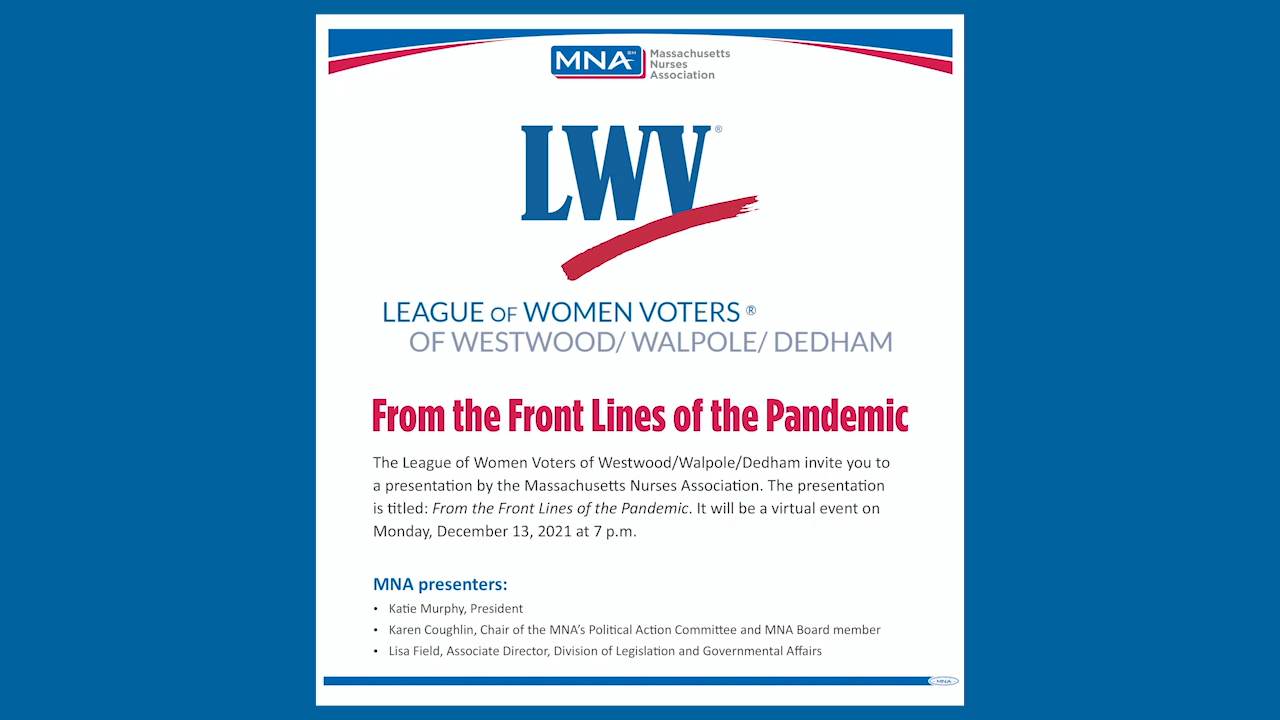 MNA SM
Massachusetts
Nurses
Association
LWV®
LEAGUE OF WOMEN VOTERS ®
OF WESTWOOD/ WALPOLE/ DEDHAM
From the Front Lines of the Pandemic
The League of Women Voters of Westwood/Walpole/Dedham invite you to
a presentation by the Massachusetts Nurses Association. The presentation
is titled: From the Front Lines of the Pandemic. It will be a virtual event on
Monday, December 13, 2021 at 7 p.m.
MNA presenters:
• Katie Murphy, President
• Karen Coughlin, Chair of the MNA’s Political Action Committee and MNA Board member
• Lisa Field, Associate Director, Division of Legislation and Governmental Affairs
MNA